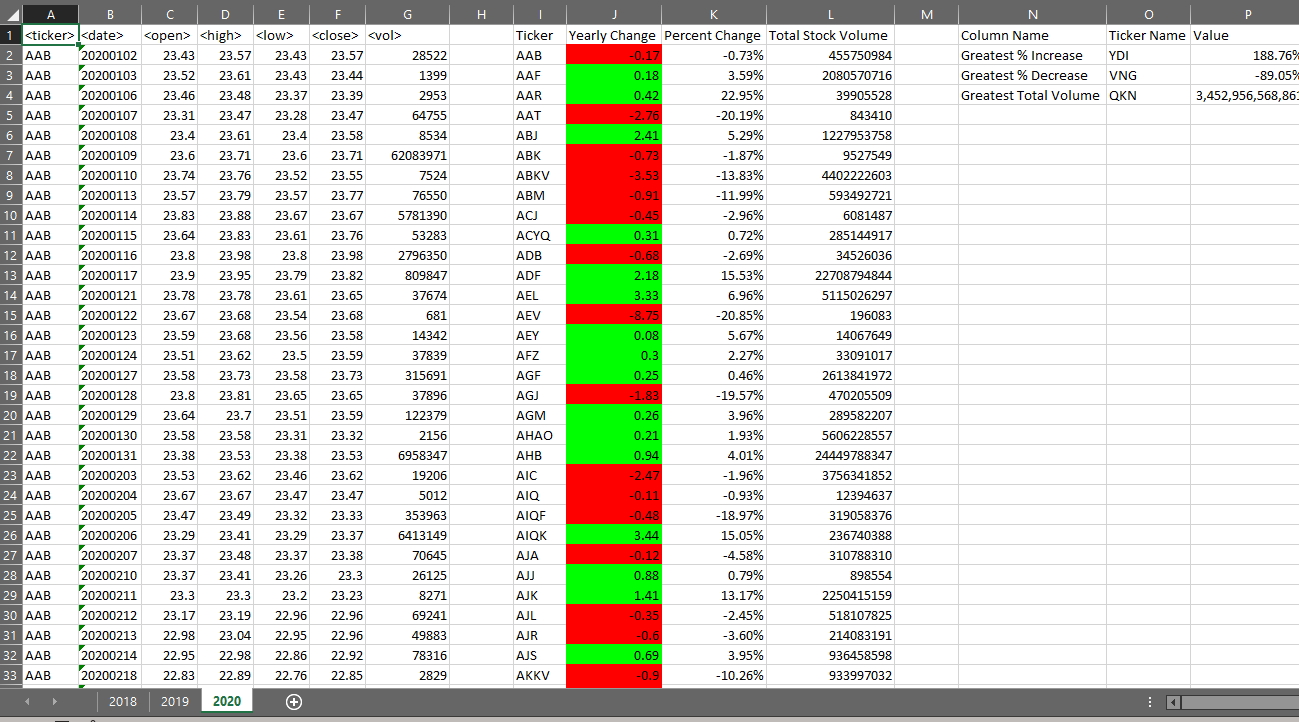 A B C D E F G H I J K L M N O P
1 <ticker> <date> <open> <high> <low> <close> <vol> Ticker Yearly Change Percent Change Total Stock Volume Column Name Ticker Name Value
2 AAB 20200102 23.43 23.57 23.43 23.57 28522 AAB -0.17 -0.73% 455750984 Greatest % Increase YDI 188.76%
3 AAB 20200103 23.52 23.61 23.43 23.44 1399 AAF 0.18 3.59% 2080570716 Greatest % Decrease VNG -89.05%
4 AAB 20200106 23.46 23.48 23.37 23.39 2953 AAR 0.42 22.95% 39905528 Greatest Total Volume QKN 3,452,956,568,861
5 AAB 20200107 23.31 23.47 23.28 23.47 64755 AAT -2.76 -20.19% 843410
6 AAB 20200108 23.4 23.61 23.4 23.58 8534 ABJ 2.41 5.29% 1227953758
7 AAB 20200109 23.6 23.71 23.6 23.71 62083971 ABK -0.73 -1.87% 9527549
8 AAB 20200110 23.74 23.76 23.52 23.55 7524 ABKV -3.53 -13.83% 4402222603
9 AAB 20200113 23.57 23.79 23.57 23.77 76550 ABM -0.91 -11.99% 593492721
10 AAB 20200114 23.83 23.88 23.67 23.67 5781390 ACJ -0.45 -2.96% 6081487
11 AAB 20200115 23.64 23.83 23.61 23.76 53283 ACYQ 0.31 0.72% 285144917
12 AAB 20200116 23.8 23.98 23.8 23.98 2796350 ADB -0.68 -2.69% 34526036
13 AAB 20200117 23.9 23.95 23.79 23.82 809847 ADF 2.18 15.53% 22708794844
14 AAB 20200121 23.78 23.78 23.61 23.65 37674 AEL 3.33 6.96% 5115026297
15 AAB 20200122 23.67 23.68 23.54 23.68 681 AEV -8.75 -20.85% 196083
16 AAB 20200123 23.59 23.68 23.56 23.58 14342 AEY 0.08 5.67% 14067649
17 AAB 20200124 23.51 23.62 23.5 23.59 37839 AFZ 0.3 2.27% 33091017
18 AAB 20200127 23.58 23.73 23.58 23.73 315691 AGF 0.25 0.46% 2613841972
19 AAB 20200128 23.8 23.81 23.65 23.65 37896 AGJ -1.83 -19.57% 470205509
20 AAB 20200129 23.64 23.7 23.51 23.59 122379 AGM 0.26 3.96% 289582207
21 AAB 20200130 23.58 23.58 23.31 23.32 2156 AHAO 0.21 1.93% 5606228557
22 AAB 20200131 23.38 23.53 23.38 23.53 6958347 AHB 0.94 4.01% 24449788347
23 AAB 20200203 23.53 23.62 23.46 23.62 19206 AIC -2.47 -1.96% 3756341852
24 AAB 20200204 23.67 23.67 23.47 23.47 5012 AIQ -0.11 -0.93% 12394637
25 AAB 20200205 23.47 23.49 23.32 23.33 353963 AIQF -0.48 -18.97% 319058376
26 AAB 20200206 23.29 23.41 23.29 23.37 6413149 AIQK 3.44 15.05% 236740388
27 AAB 20200207 23.37 23.48 23.37 23.38 70645 AJA -0.12 -4.58% 310788310
28 AAB 20200210 23.37 23.41 23.26 23.3 26125 AJJ 0.88 0.79% 898554
29 AAB 20200211 23.3 23.3 23.2 23.23 8271 AJK 1.41 13.17% 2250415159
30 AAB 20200212 23.17 23.19 22.96 22.96 69241 AJL -0.35 -2.45% 518107825
31 AAB 20200213 22.98 23.04 22.95 22.96 49883 AJR -0.6 -3.60% 214083191
32 AAB 20200214 22.95 22.98 22.86 22.92 78316 AJS 0.69 3.95% 936458598
33 AAB 20200218 22.83 22.89 22.76 22.85 2829 AKKV -0.9 -10.26% 933997032
2018 2019 2020